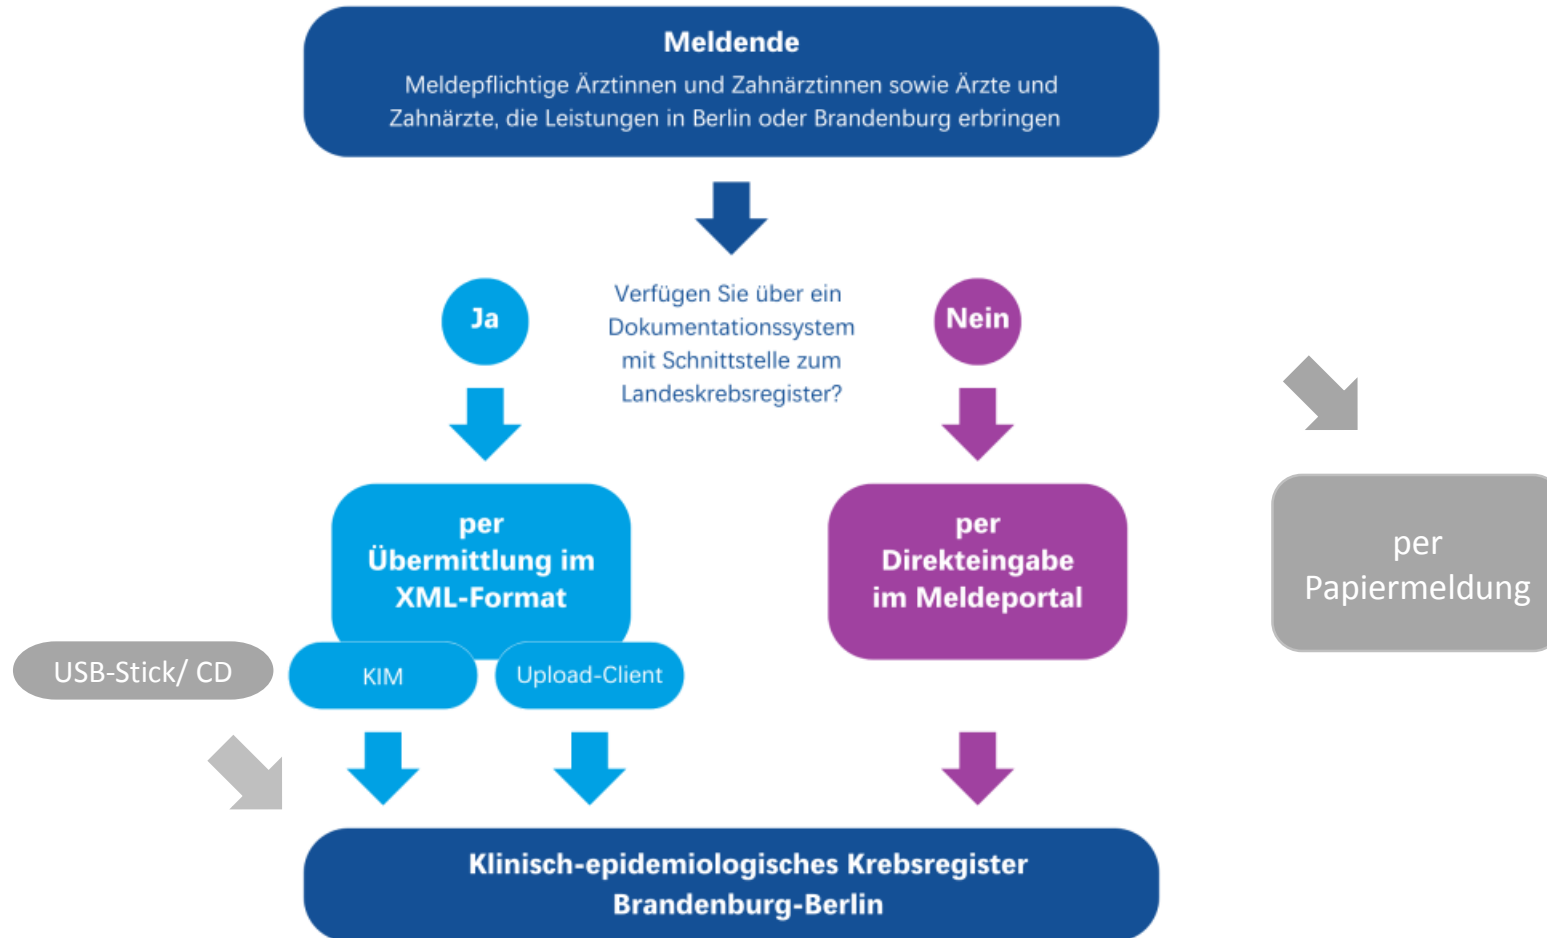 Meldende
Meldepflichtige Ärztinnen und Zahnärztinnen sowie Ärzte und
Zahnärzte, die Leistungen in Berlin oder Brandenburg erbringen
Ja
Verfügen Sie über ein
Dokumentationssystem
mit Schnittstelle zum
Landeskrebsregister?
Nein
per
Übermittlung im
XML-Format
per
Direkteingabe
im Meldeportal
per
Papiermeldung
USB-Stick/ CD
KIM
Upload-Client
Klinisch-epidemiologisches Krebsregister
Brandenburg-Berlin